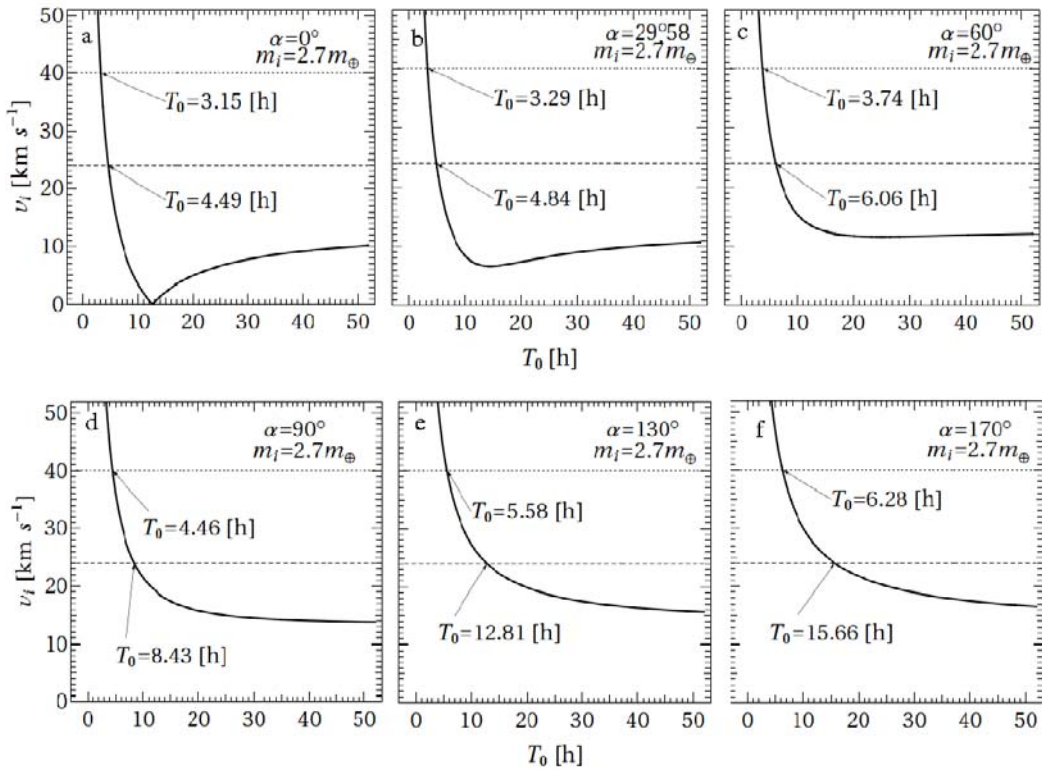 a
α=0°
m_i=2.7m_⊕
T_0=3.15 [h]
T_0=4.49 [h]
b
α=29°.58
m_i=2.7m_⊕
T_0=3.29 [h]
T_0=4.84 [h]
c
α=60°
m_i=2.7m_⊕
T_0=3.74 [h]
T_0=6.06 [h]
50
40
30
20
10
0
υ_i [km s⁻¹]
0 10 20 30 40 50
0 10 20 30 40 50
0 10 20 30 40 50
T_0 [h]
d
α=90°
m_i=2.7m_⊕
T_0=4.46 [h]
T_0=8.43 [h]
e
α=130°
m_i=2.7m_⊕
T_0=5.58 [h]
T_0=12.81 [h]
f
α=170°
m_i=2.7m_⊕
T_0=6.28 [h]
T_0=15.66 [h]
50
40
30
20
10
0
υ_i [km s⁻¹]
0 10 20 30 40 50
0 10 20 30 40 50
0 10 20 30 40 50
T_0 [h]